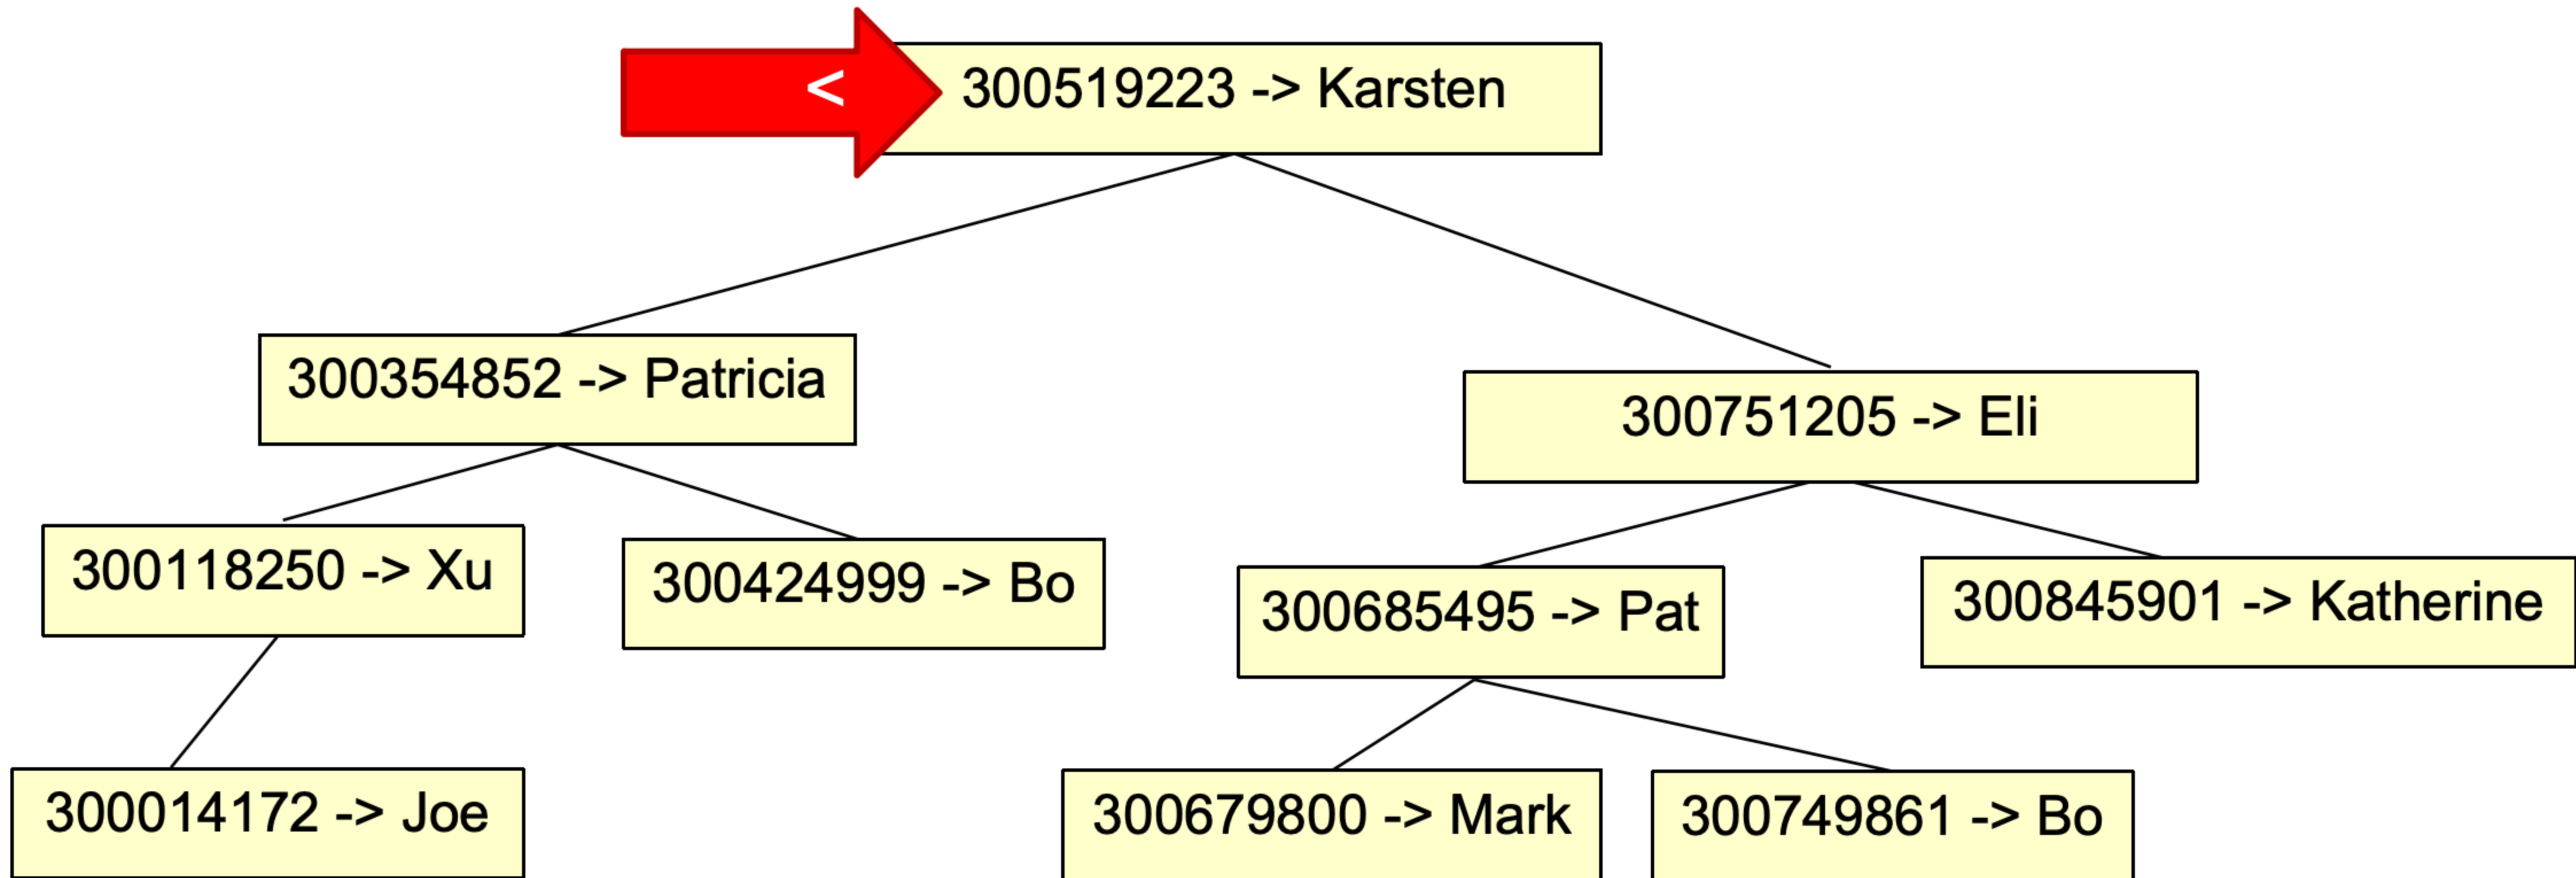 <
300519223 -> Karsten
300354852 -> Patricia
300751205 -> Eli
300118250 -> Xu
300424999 -> Bo
300685495 -> Pat
300845901 -> Katherine
300014172 -> Joe
300679800 -> Mark
300749861 -> Bo